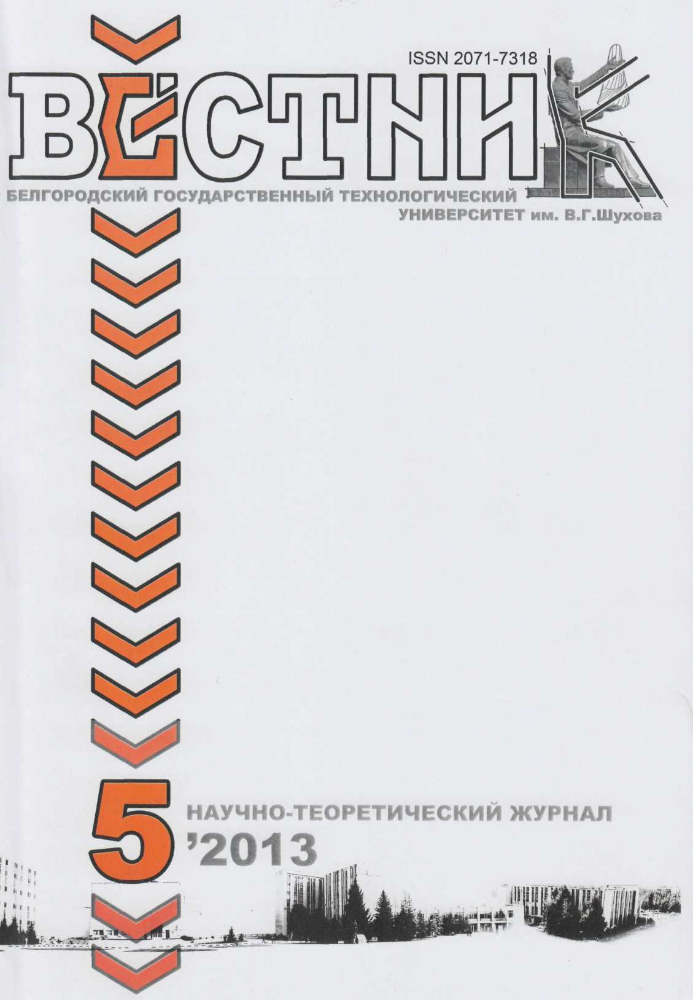 ISSN 2071-7318
ВЕСТНИК
БЕЛГОРОДСКИЙ ГОСУДАРСТВЕННЫЙ ТЕХНОЛОГИЧЕСКИЙ
УНИВЕРСИТЕТ им. В.Г.Шухова
5
НАУЧНО-ТЕОРЕТИЧЕСКИЙ ЖУРНАЛ
’2013